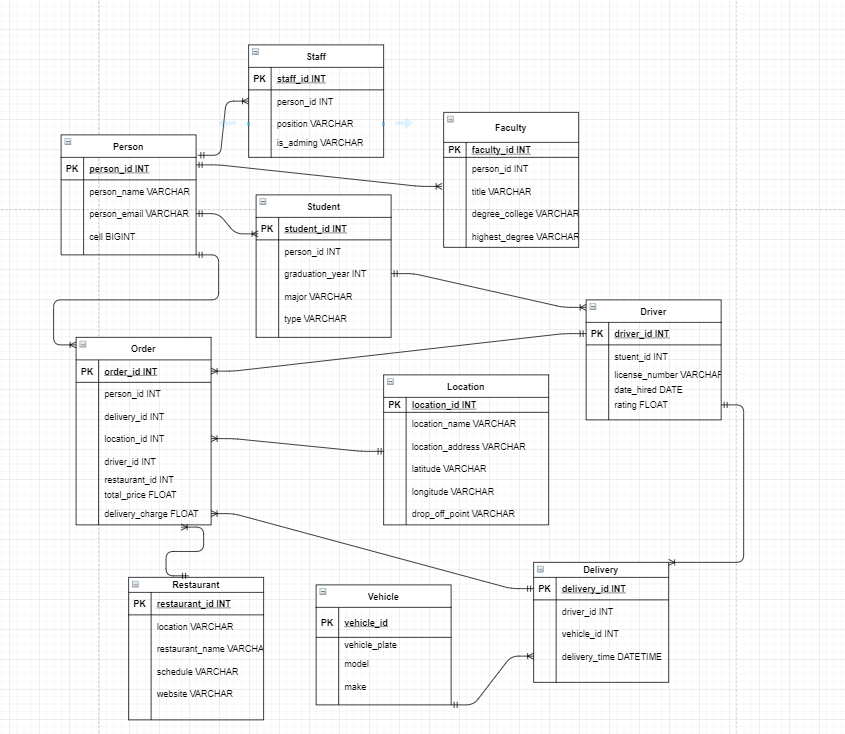 Staff
PK staff_id INT
person_id INT
position VARCHAR
is_adming VARCHAR
Faculty
PK faculty_id INT
person_id INT
title VARCHAR
degree_college VARCHAR
highest_degree VARCHAR
Person
PK person_id INT
person_name VARCHAR
person_email VARCHAR
cell BIGINT
Student
PK student_id INT
person_id INT
graduation_year INT
major VARCHAR
type VARCHAR
Driver
PK driver_id INT
stuent_id INT
license_number VARCHAR
date_hired DATE
rating FLOAT
Order
PK order_id INT
person_id INT
delivery_id INT
location_id INT
driver_id INT
restaurant_id INT
total_price FLOAT
delivery_charge FLOAT
Location
PK location_id INT
location_name VARCHAR
location_address VARCHAR
latitude VARCHAR
longitude VARCHAR
drop_off_point VARCHAR
Restaurant
PK restaurant_id INT
location VARCHAR
restaurant_name VARCHA
schedule VARCHAR
website VARCHAR
Vehicle
PK vehicle_id
vehicle_plate
model
make
Delivery
PK delivery_id INT
driver_id INT
vehicle_id INT
delivery_time DATETIME